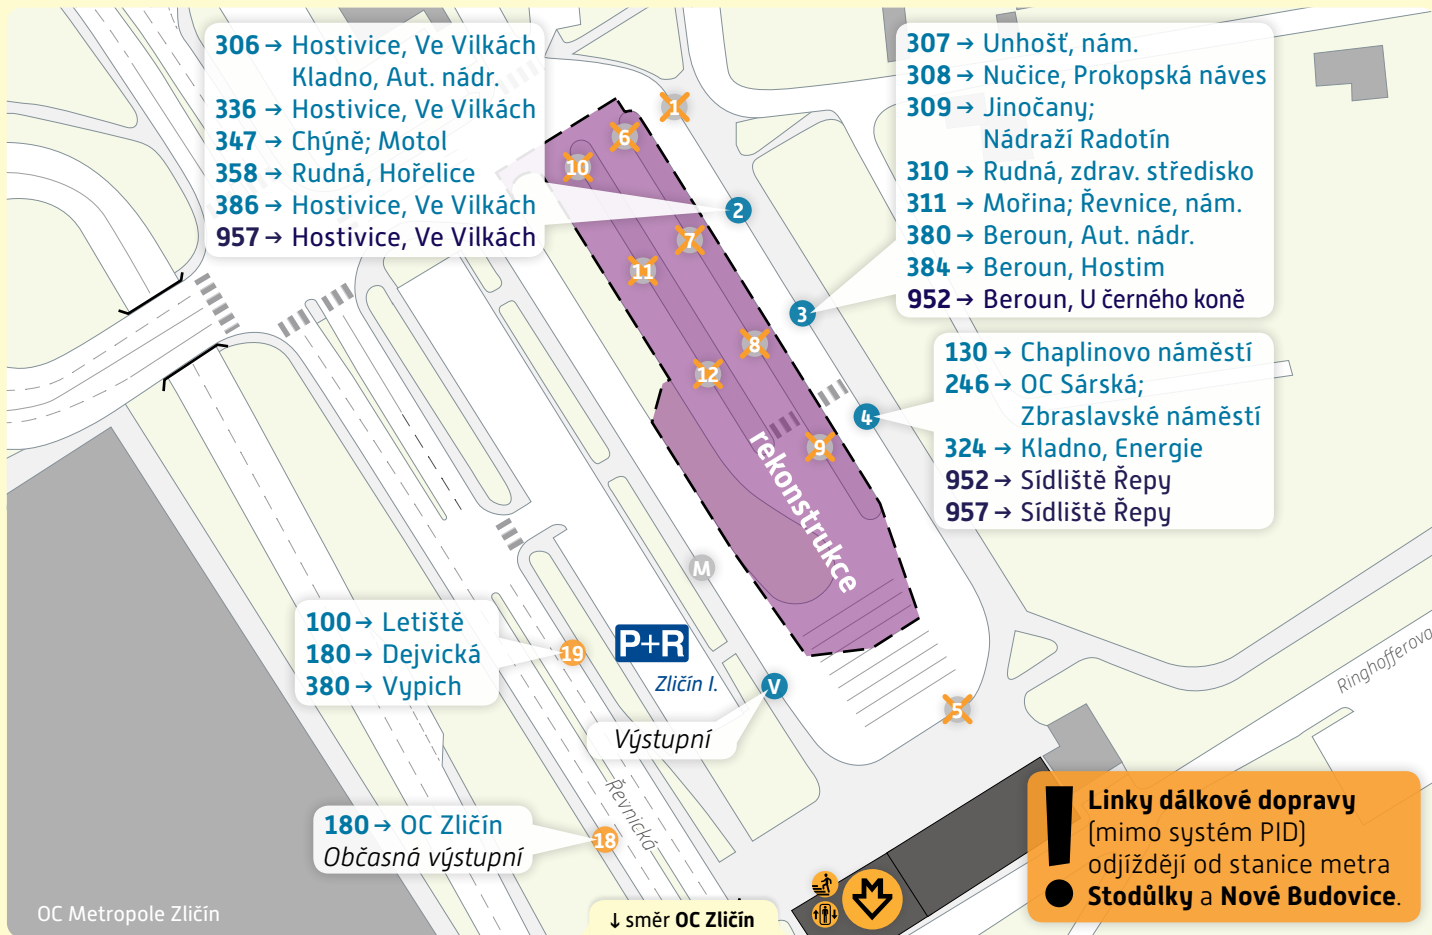 306 → Hostivice, Ve Vilkách
Kladno, Aut. nádr.
336 → Hostivice, Ve Vilkách
347 → Chýně; Motol
358 → Rudná, Hořelice
386 → Hostivice, Ve Vilkách
957 → Hostivice, Ve Vilkách
307 → Unhošť, nám.
308 → Nučice, Prokopská náves
309 → Jinočany;
Nádraží Radotín
310 → Rudná, zdrav. středisko
311 → Mořina; Řevnice, nám.
380 → Beroun, Aut. nádr.
384 → Beroun, Hostim
952 → Beroun, U černého koně
1
6
10
2
7
11
3
8
12
4
9
130 → Chaplinovo náměstí
246 → OC Sárská;
Zbraslavské náměstí
324 → Kladno, Energie
952 → Sídliště Řepy
957 → Sídliště Řepy
rekonstrukce
M
100 → Letiště
180 → Dejvická
380 → Vypich
19
P+R
Zličín I.
V
Výstupní
5
Ringhofferova
Řevnická
180 → OC Zličín
Občasná výstupní
18
! Linky dálkové dopravy
(mimo systém PID)
odjíždějí od stanice metra
Stodůlky a Nové Budovice.
M
OC Metropole Zličín
↓ směr OC Zličín